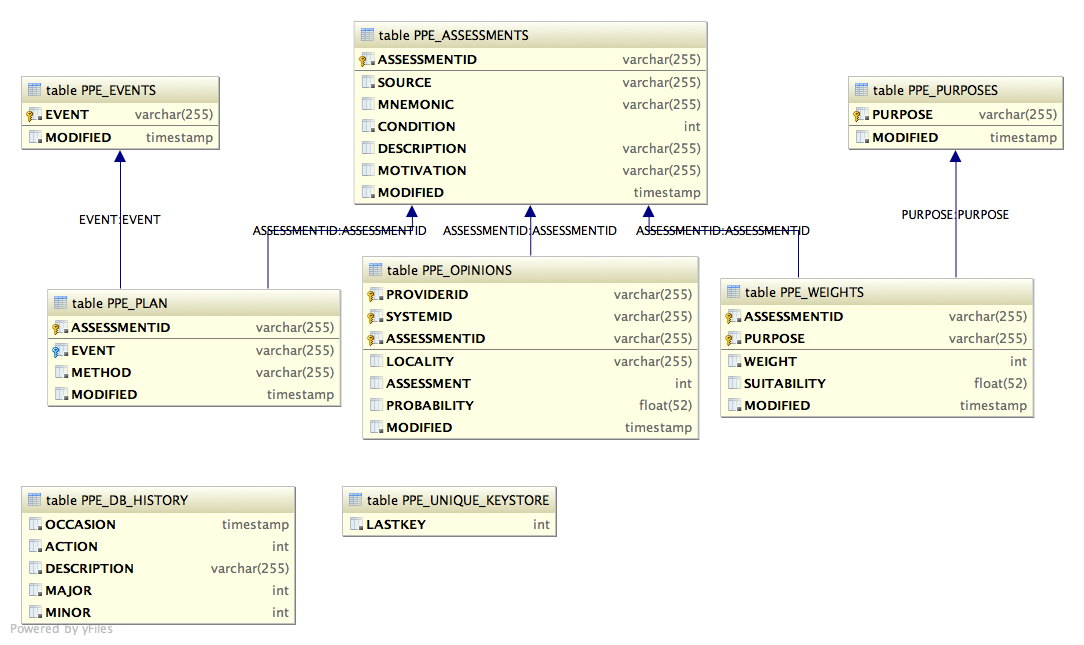 table PPE_ASSESSMENTS
ASSESSMENTID varchar(255)
SOURCE varchar(255)
MNEMONIC varchar(255)
CONDITION int
DESCRIPTION varchar(255)
MOTIVATION varchar(255)
MODIFIED timestamp
table PPE_EVENTS
EVENT varchar(255)
MODIFIED timestamp
table PPE_PURPOSES
PURPOSE varchar(255)
MODIFIED timestamp
EVENT:EVENT
ASSESSMENTID:ASSESSMENTID
ASSESSMENTID:ASSESSMENTID
ASSESSMENTID:ASSESSMENTID
PURPOSE:PURPOSE
table PPE_PLAN
ASSESSMENTID varchar(255)
EVENT varchar(255)
METHOD varchar(255)
MODIFIED timestamp
table PPE_OPINIONS
PROVIDERID varchar(255)
SYSTEMID varchar(255)
ASSESSMENTID varchar(255)
LOCALITY varchar(255)
ASSESSMENT int
PROBABILITY float(52)
MODIFIED timestamp
table PPE_WEIGHTS
ASSESSMENTID varchar(255)
PURPOSE varchar(255)
WEIGHT int
SUITABILITY float(52)
MODIFIED timestamp
table PPE_DB_HISTORY
OCCASION timestamp
ACTION int
DESCRIPTION varchar(255)
MAJOR int
MINOR int
table PPE_UNIQUE_KEYSTORE
LASTKEY int
Powered by yFiles